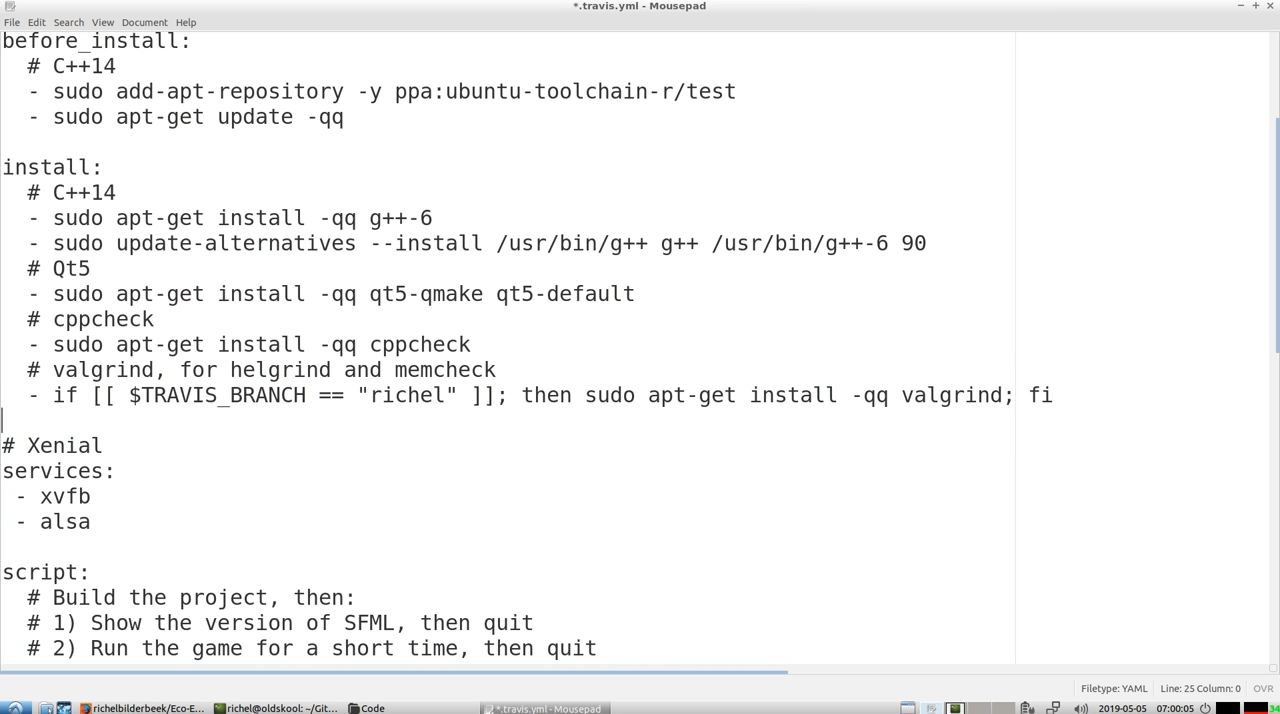 *.travis.yml - Mousepad
File Edit Search View Document Help
before_install:
  # C++14
  - sudo add-apt-repository -y ppa:ubuntu-toolchain-r/test
  - sudo apt-get update -qq

install:
  # C++14
  - sudo apt-get install -qq g++-6
  - sudo update-alternatives --install /usr/bin/g++ g++ /usr/bin/g++-6 90
  # Qt5
  - sudo apt-get install -qq qt5-qmake qt5-default
  # cppcheck
  - sudo apt-get install -qq cppcheck
  # valgrind, for helgrind and memcheck
  - if [[ $TRAVIS_BRANCH == "richel" ]]; then sudo apt-get install -qq valgrind; fi

# Xenial
services:
 - xvfb
 - alsa

script:
  # Build the project, then:
  # 1) Show the version of SFML, then quit
  # 2) Run the game for a short time, then quit
Filetype: YAML Line: 25 Column: 0 OVR
richelbilderbeek/Eco-E... richel@oldskool: ~/Git... Code *.travis.yml - Mousepad 2019-05-05 07:00:05 34